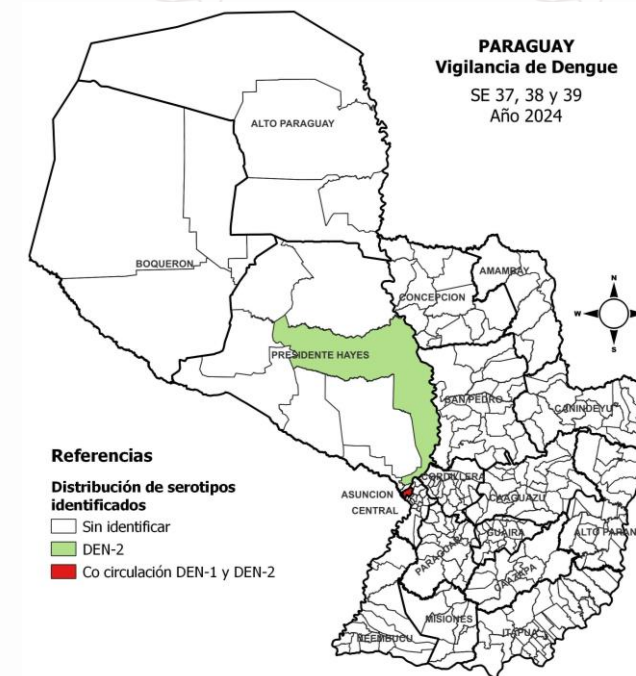 PARAGUAY
Vigilancia de Dengue
SE 37, 38 y 39
Año 2024
ALTO PARAGUAY
BOQUERON
CONCEPCION
AMAMBAY
N
W
S
PRESIDENTE HAYES
SAN PEDRO
CANINDEYU
CORDILLERA
ASUNCION
CENTRAL
CAAGUAZU
PARAGUARI
GUAIRA
ALTO PARAN
CAAZAPA
MISIONES
ITAPUA
ÑEEMBUCU
Referencias
Distribución de serotipos
identificados
Sin identificar
DEN-2
Co circulación DEN-1 y DEN-2